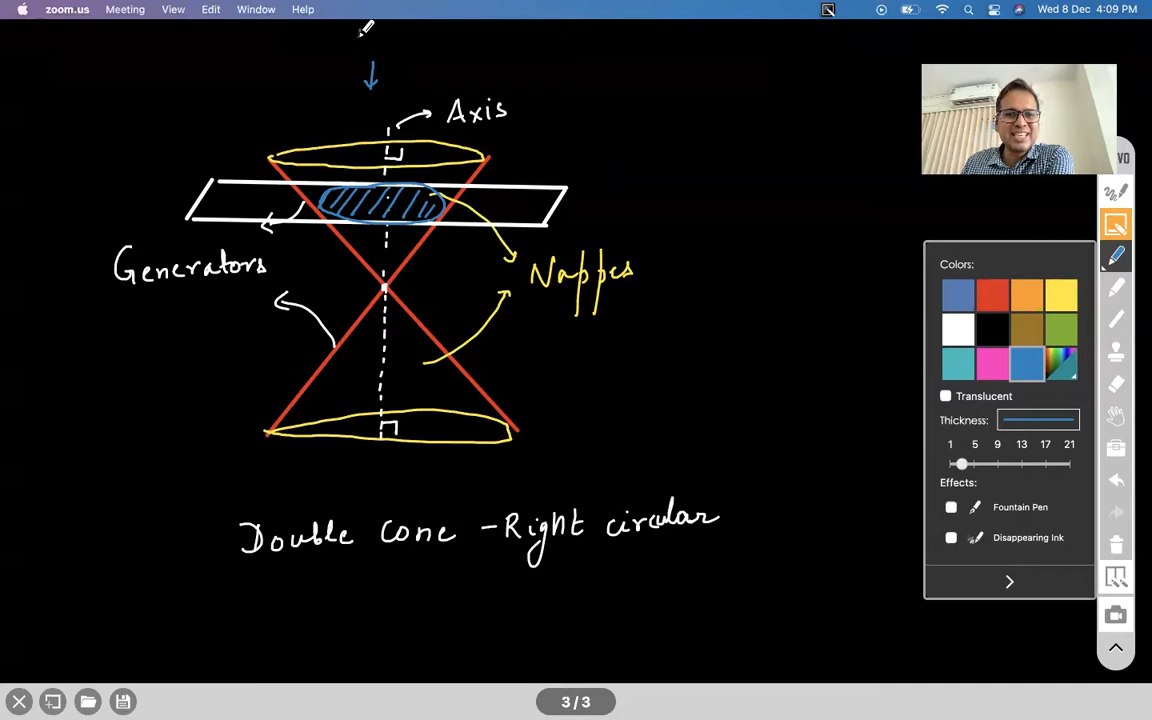 zoom.us Meeting View Edit Window Help Wed 8 Dec 4:09 PM
Axis
Generators
Nappes
Double cone - Right circular
VO
Colors:
Translucent
Thickness:
1 5 9 13 17 21
Effects:
Fountain Pen
Disappearing Ink
3/3